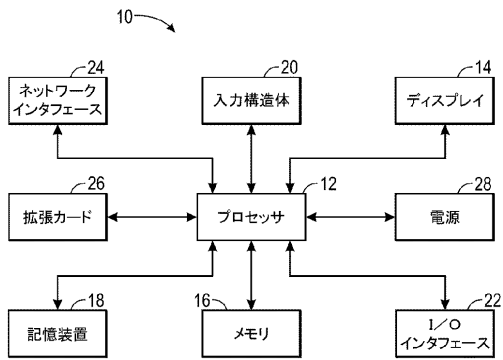 10
24
ネットワーク
インタフェース
20
入力構造体
14
ディスプレイ
26
拡張カード
12
プロセッサ
28
電源
18
記憶装置
16
メモリ
22
I/O
インタフェース